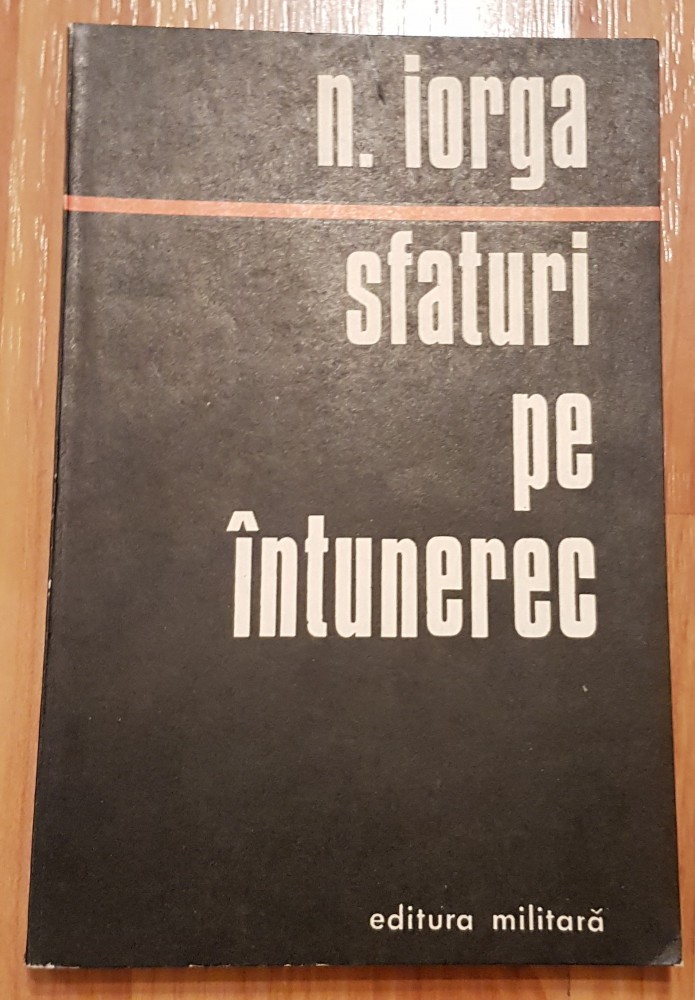 n. iorga
sfaturi
pe
întunerec
editura militară